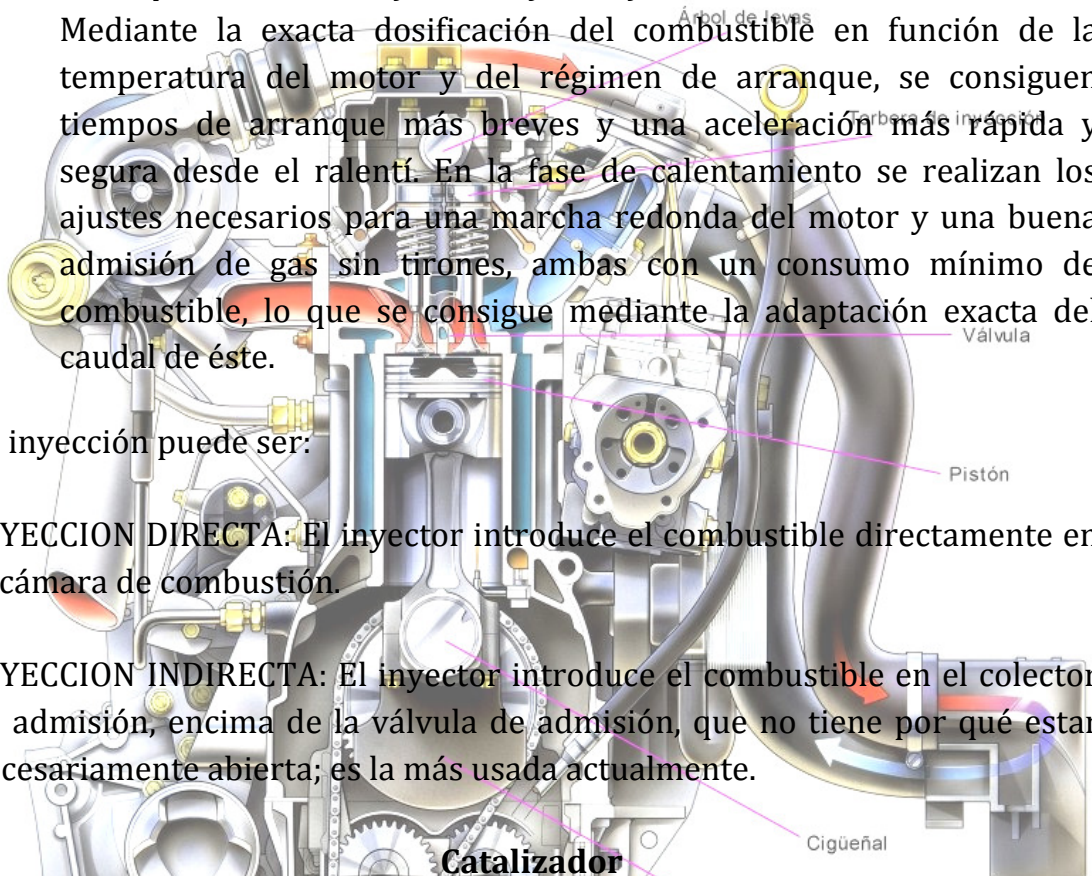 Árbol de levas
Mediante la exacta dosificación del combustible en función de la
temperatura del motor y del régimen de arranque, se consiguen
tiempos de arranque más breves y una aceleración más rápida y
segura desde el ralentí. En la fase de calentamiento se realizan los
ajustes necesarios para una marcha redonda del motor y una buena
admisión de gas sin tirones, ambas con un consumo mínimo de
combustible, lo que se consigue mediante la adaptación exacta del
Válvula
caudal de éste.
inyección puede ser:
Pistón
YECCION DIRECTA: El inyector introduce el combustible directamente en
cámara de combustión.
YECCION INDIRECTA: El inyector introduce el combustible en el colector
admisión, encima de la válvula de admisión, que no tiene por qué estar
cesariamente abierta; es la más usada actualmente.
Cigüeñal
Catalizador